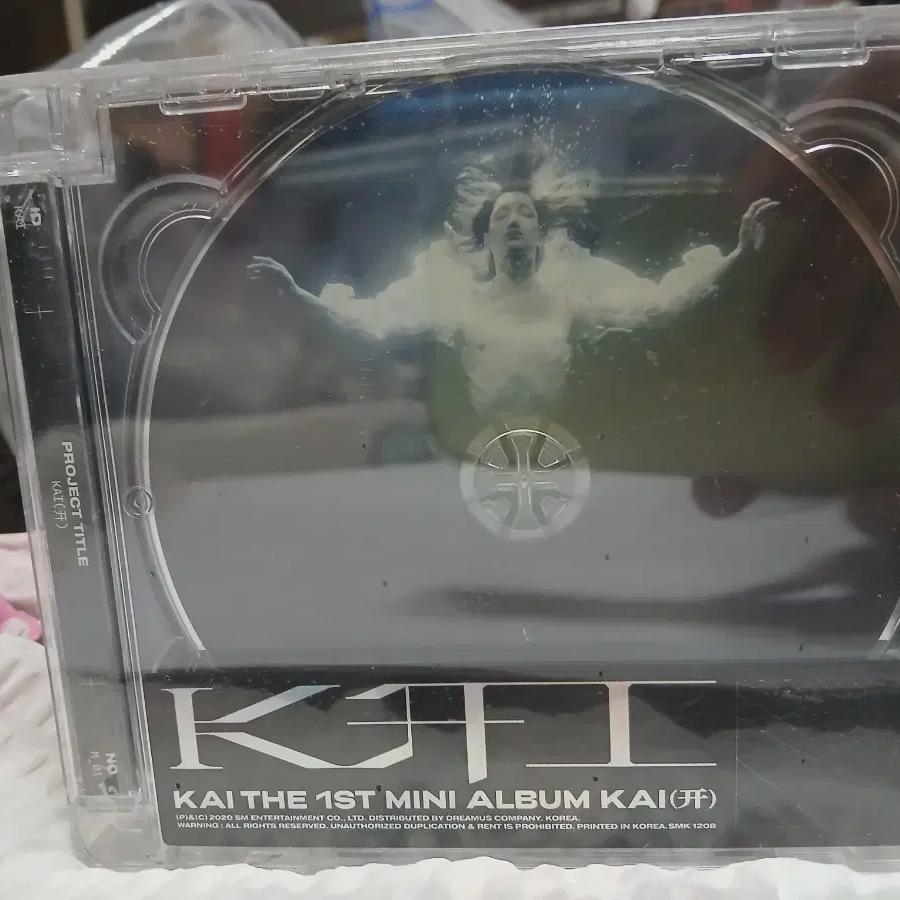 KAI
PROJECT TITLE
KAI(开)
NO
KAI THE 1ST MINI ALBUM KAI(开)
(P)&(C) 2020 SM ENTERTAINMENT CO., LTD. DISTRIBUTED BY DREAMUS COMPANY. KOREA.
WARNING : ALL RIGHTS RESERVED. UNAUTHORIZED DUPLICATION & RENT IS PROHIBITED. PRINTED IN KOREA. SMK 1208